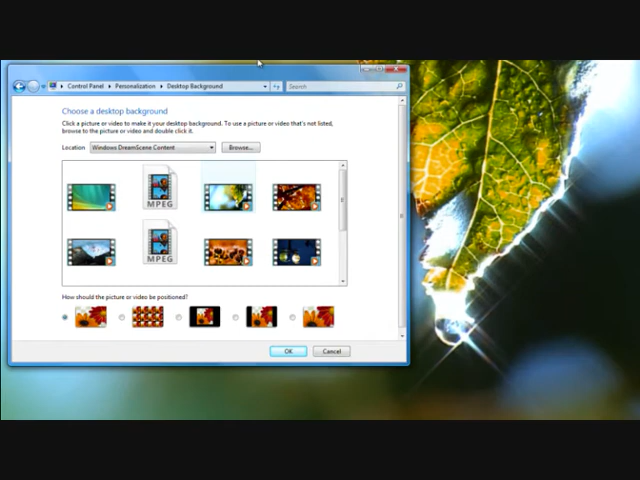 Control Panel Personalization Desktop Background
Search
Choose a desktop background
Click a picture or video to make it your desktop background. To use a picture or video that's not listed,
browse to the picture or video and double click it.
Location Windows DreamScene Content Browse...
MPEG
MPEG
How should the picture or video be positioned?
OK Cancel